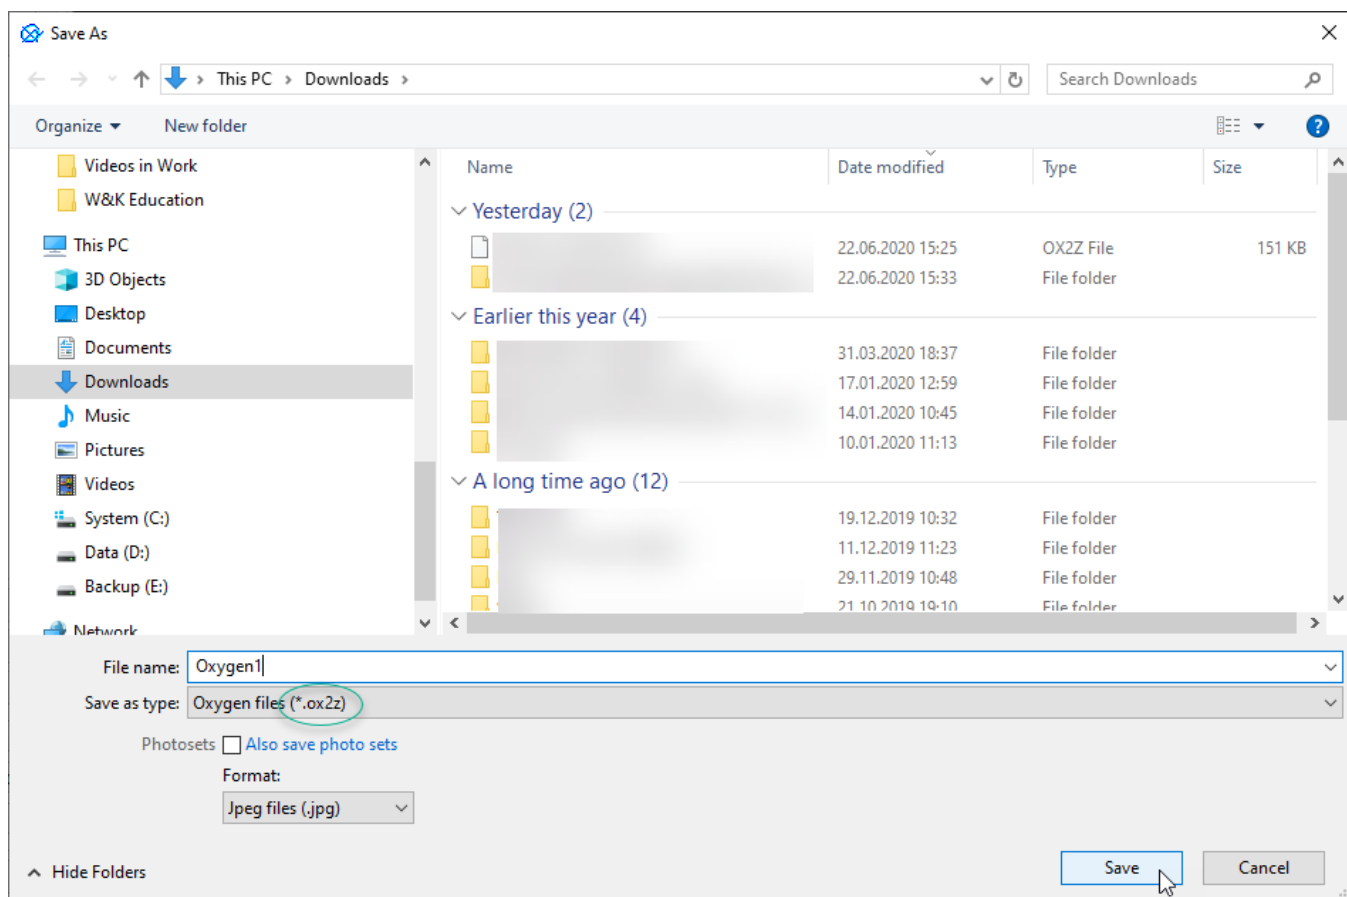 Save As
This PC > Downloads >
Search Downloads
Organize
New folder
Videos in Work
W&K Education
This PC
3D Objects
Desktop
Documents
Downloads
Music
Pictures
Videos
System (C:)
Data (D:)
Backup (E:)
Network
Name Date modified Type Size
Yesterday (2)
22.06.2020 15:25 OX2Z File 151 KB
22.06.2020 15:33 File folder
Earlier this year (4)
31.03.2020 18:37 File folder
17.01.2020 12:59 File folder
14.01.2020 10:45 File folder
10.01.2020 11:13 File folder
A long time ago (12)
19.12.2019 10:32 File folder
11.12.2019 11:23 File folder
29.11.2019 10:48 File folder
21.10.2019 19:10 File folder
File name: Oxygen1
Save as type: Oxygen files (*.ox2z)
Photosets Also save photo sets
Format:
Jpeg files (.jpg)
Hide Folders
Save
Cancel